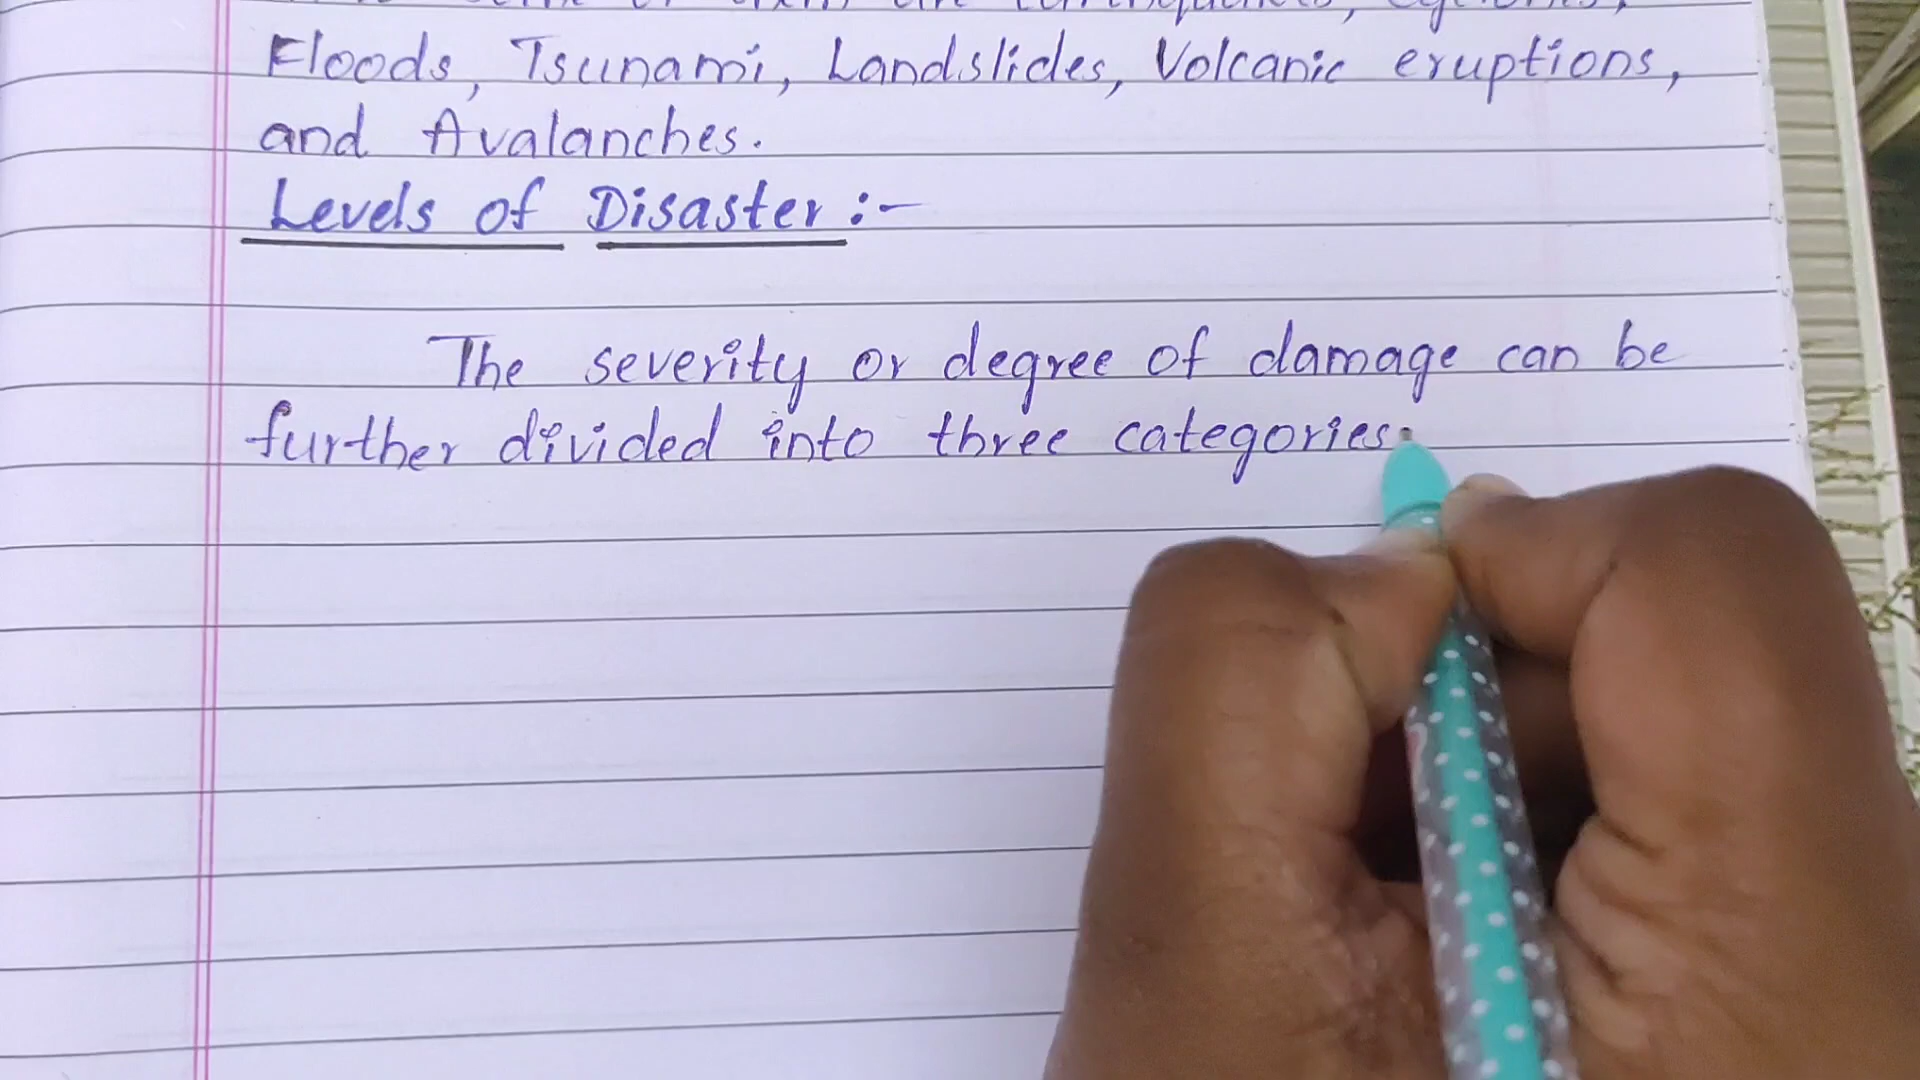 Floods, Tsunami, Landslides, Volcanic eruptions,
and Avalanches.
Levels of Disaster :-
The severity or degree of damage can be
further divided into three categories: